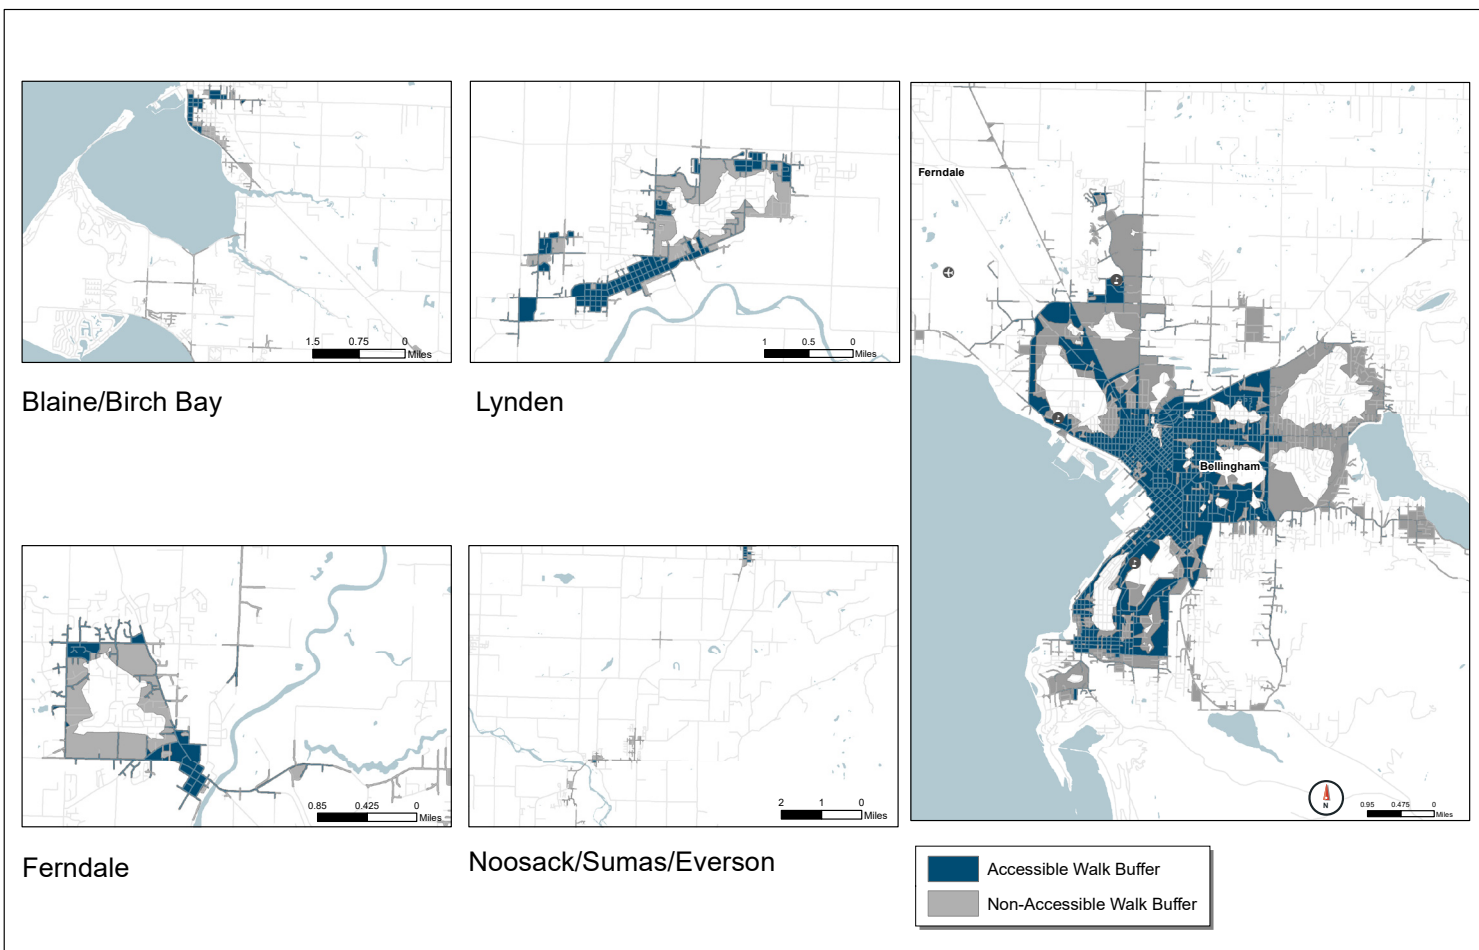 1.5 0.75 0
Miles
Blaine/Birch Bay
1 0.5 0
Miles
Lynden
Ferndale
Bellingham
N
0.95 0.475 0
Miles
0.85 0.425 0
Miles
Ferndale
2 1 0
Miles
Noosack/Sumas/Everson
Accessible Walk Buffer
Non-Accessible Walk Buffer